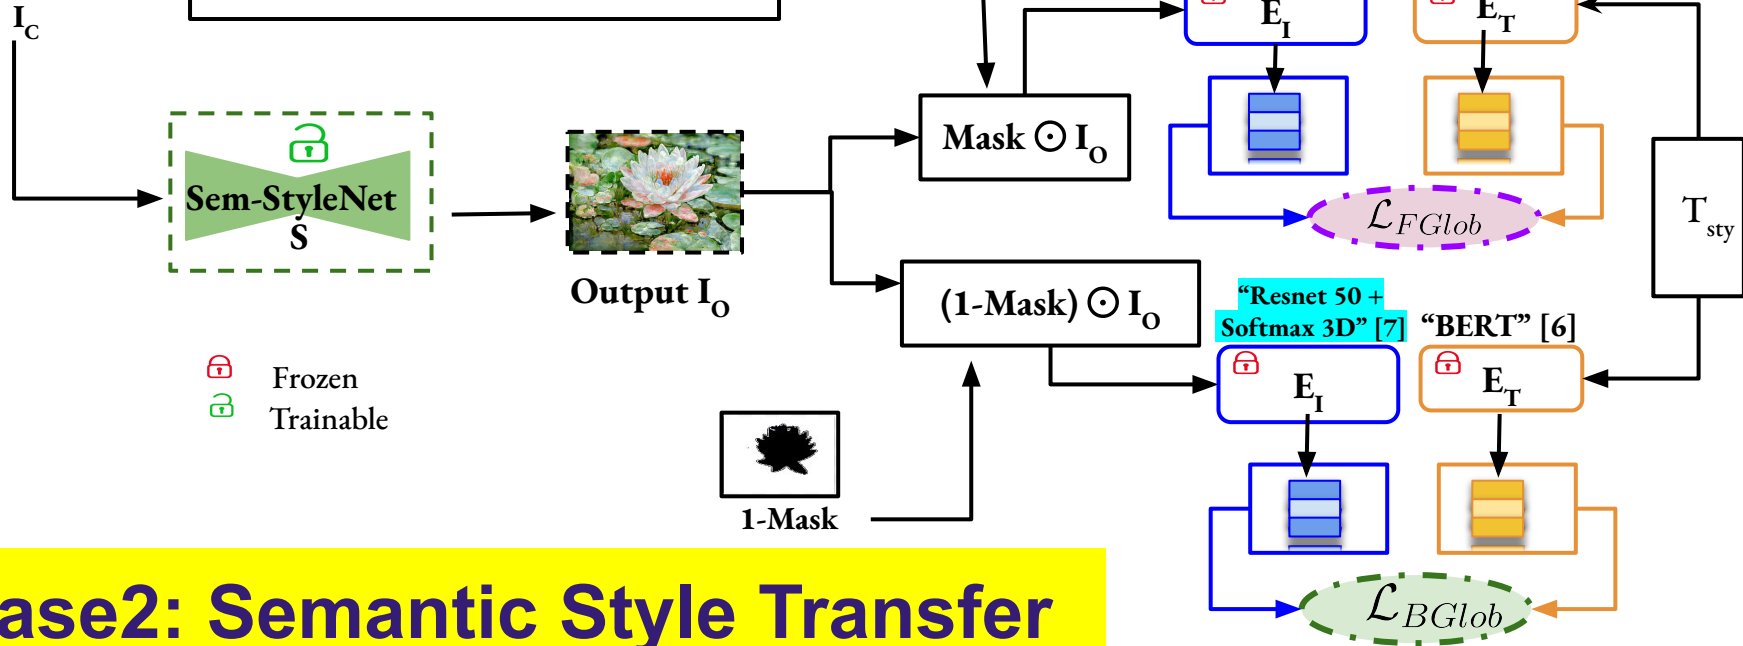 I_C
E_I
E_T
Mask ⊙ I_O
Sem-StyleNet
S
L_FGlob
T_sty
Output I_O
(1-Mask) ⊙ I_O
“Resnet 50 +
Softmax 3D” [7]
“BERT” [6]
Frozen
Trainable
E_I
E_T
1-Mask
ase2: Semantic Style Transfer
L_BGlob